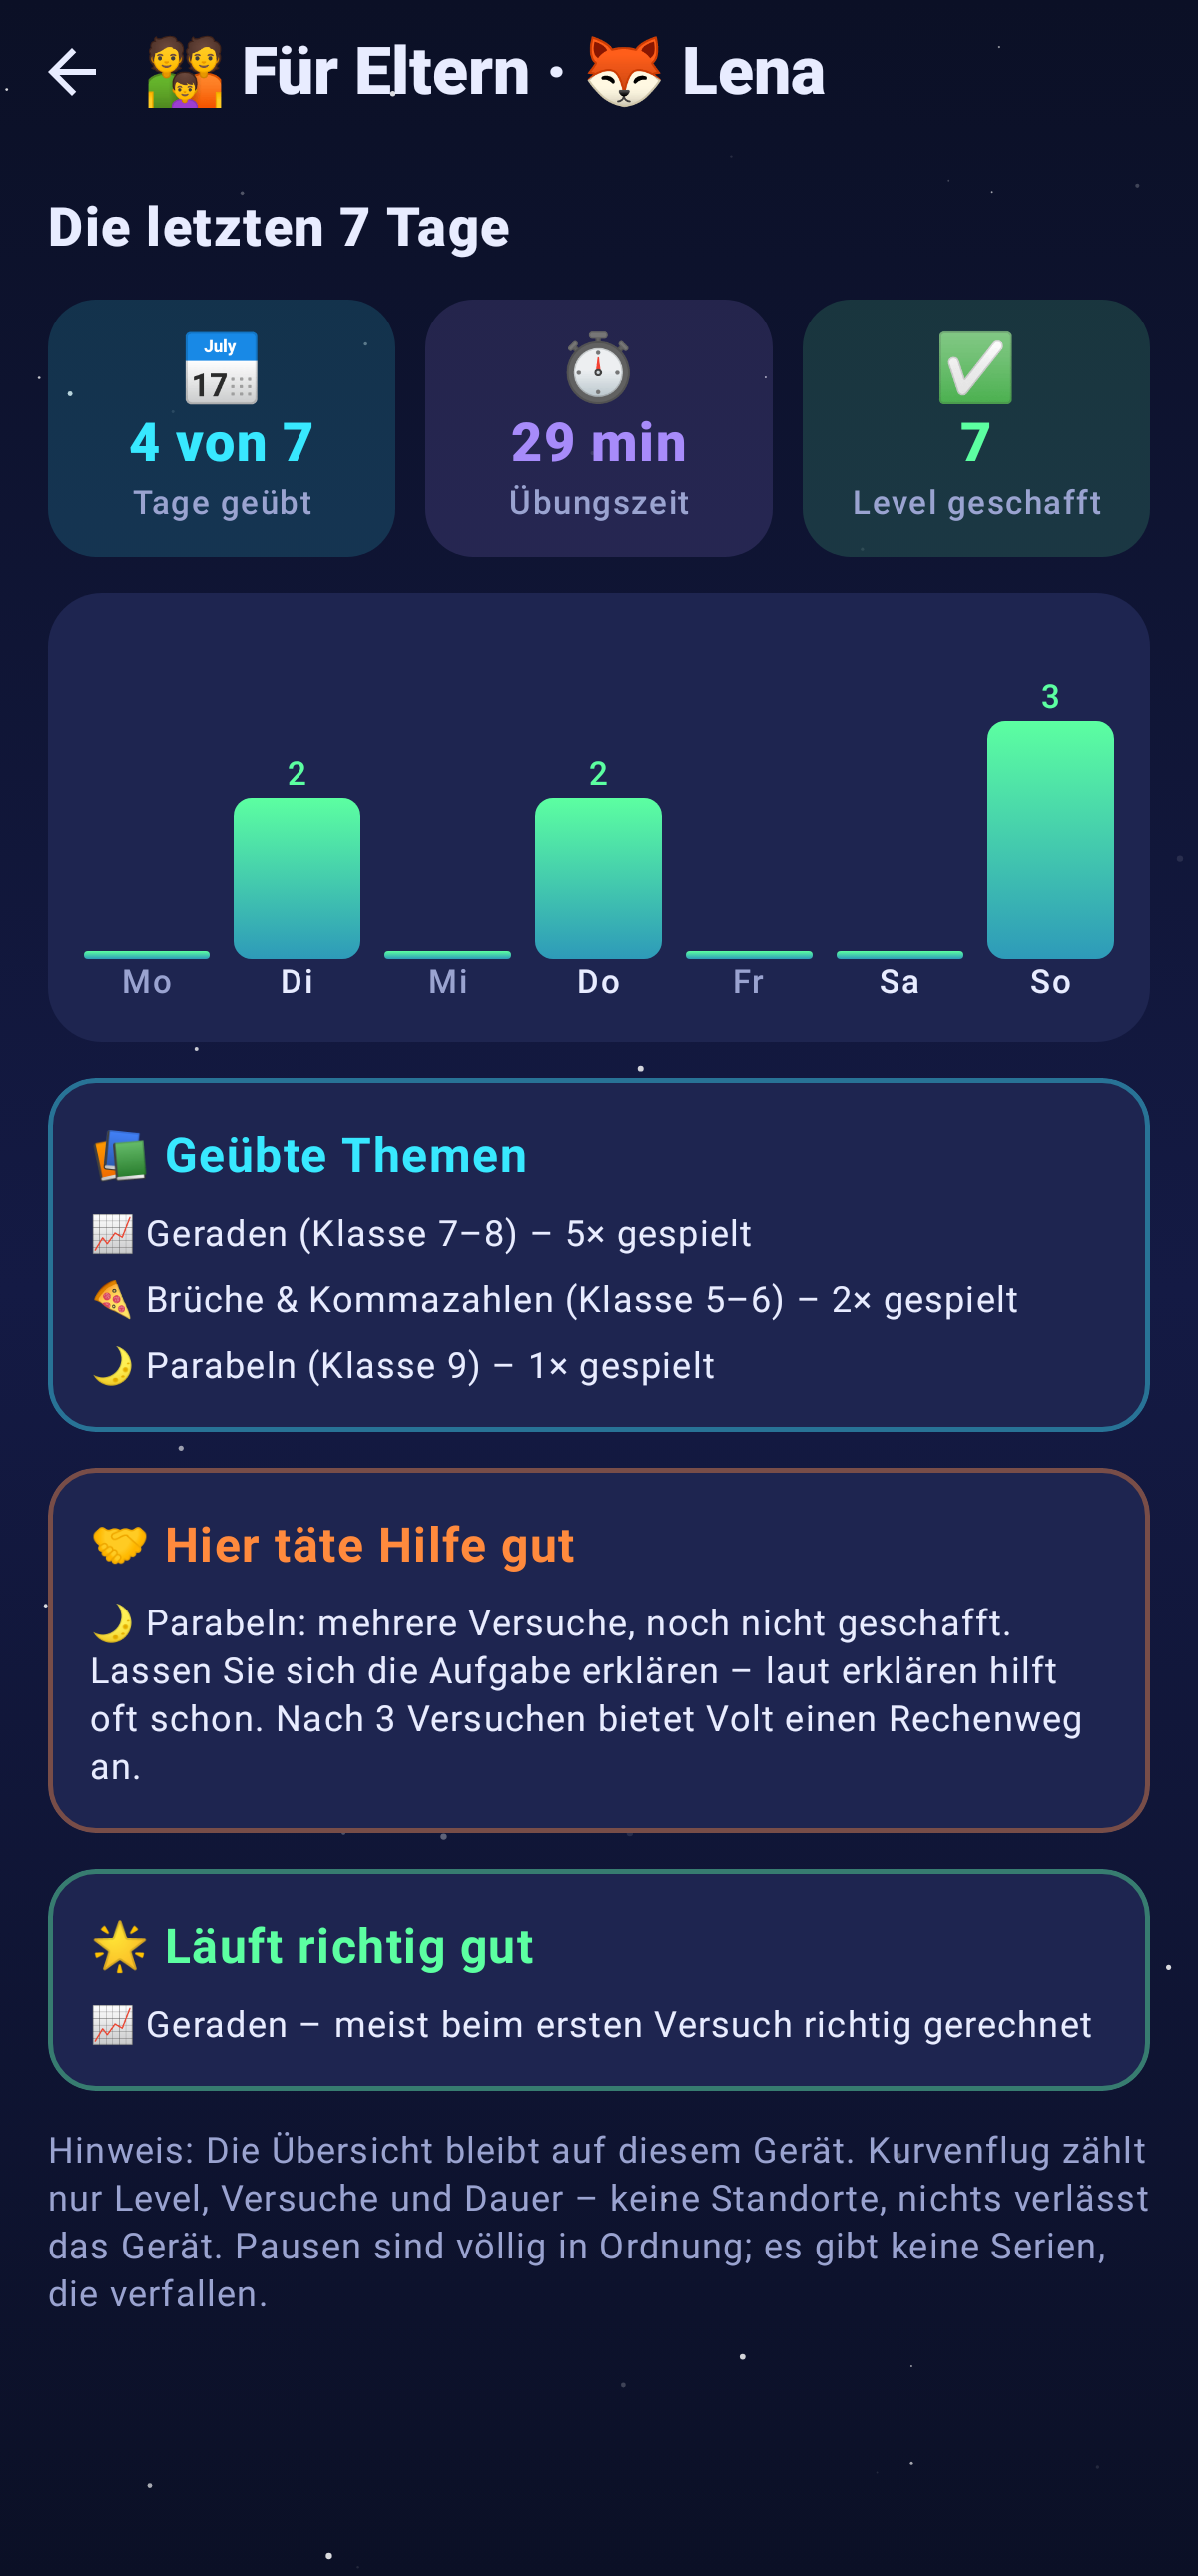 Für Eltern · Lena
Die letzten 7 Tage
July
17
4 von 7
Tage geübt
29 min
Übungszeit
7
Level geschafft
2
2
3
Mo
Di
Mi
Do
Fr
Sa
So
Geübte Themen
Geraden (Klasse 7–8) – 5× gespielt
Brüche & Kommazahlen (Klasse 5–6) – 2× gespielt
Parabeln (Klasse 9) – 1× gespielt
Hier täte Hilfe gut
Parabeln: mehrere Versuche, noch nicht geschafft.
Lassen Sie sich die Aufgabe erklären – laut erklären hilft
oft schon. Nach 3 Versuchen bietet Volt einen Rechenweg
an.
Läuft richtig gut
Geraden – meist beim ersten Versuch richtig gerechnet
Hinweis: Die Übersicht bleibt auf diesem Gerät. Kurvenflug zählt
nur Level, Versuche und Dauer – keine Standorte, nichts verlässt
das Gerät. Pausen sind völlig in Ordnung; es gibt keine Serien,
die verfallen.